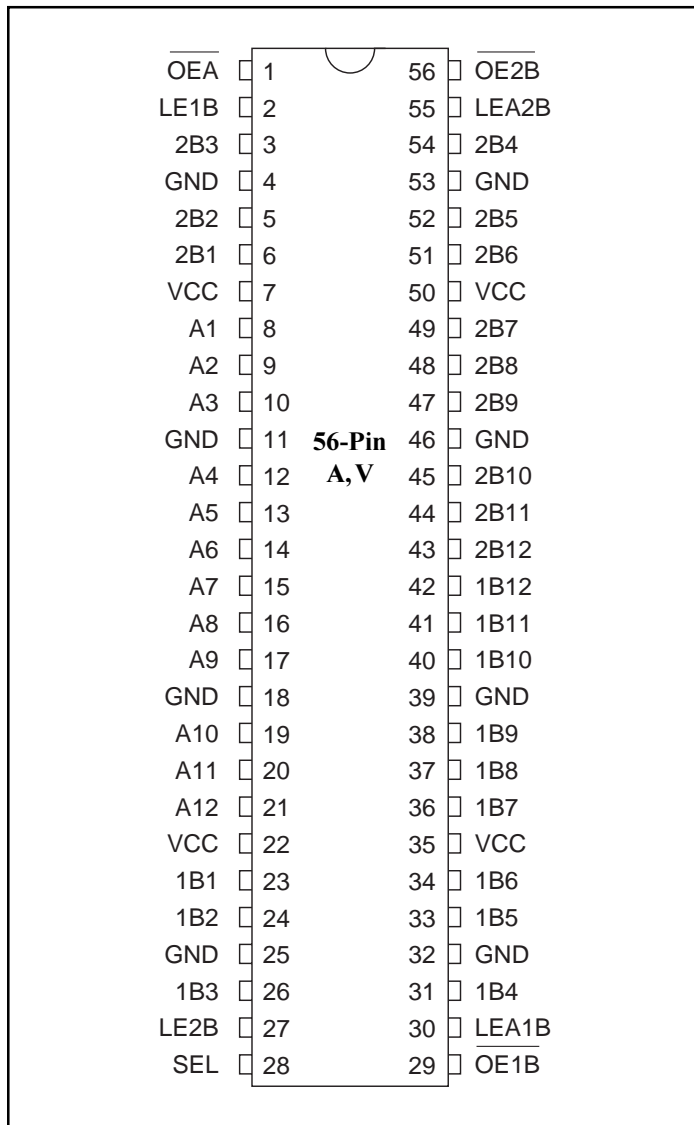 OEA 1 56 OE2B
LE1B 2 55 LEA2B
2B3 3 54 2B4
GND 4 53 GND
2B2 5 52 2B5
2B1 6 51 2B6
VCC 7 50 VCC
A1 8 49 2B7
A2 9 48 2B8
A3 10 47 2B9
GND 11 56-Pin 46 GND
A4 12 A, V 45 2B10
A5 13 44 2B11
A6 14 43 2B12
A7 15 42 1B12
A8 16 41 1B11
A9 17 40 1B10
GND 18 39 GND
A10 19 38 1B9
A11 20 37 1B8
A12 21 36 1B7
VCC 22 35 VCC
1B1 23 34 1B6
1B2 24 33 1B5
GND 25 32 GND
1B3 26 31 1B4
LE2B 27 30 LEA1B
SEL 28 29 OE1B